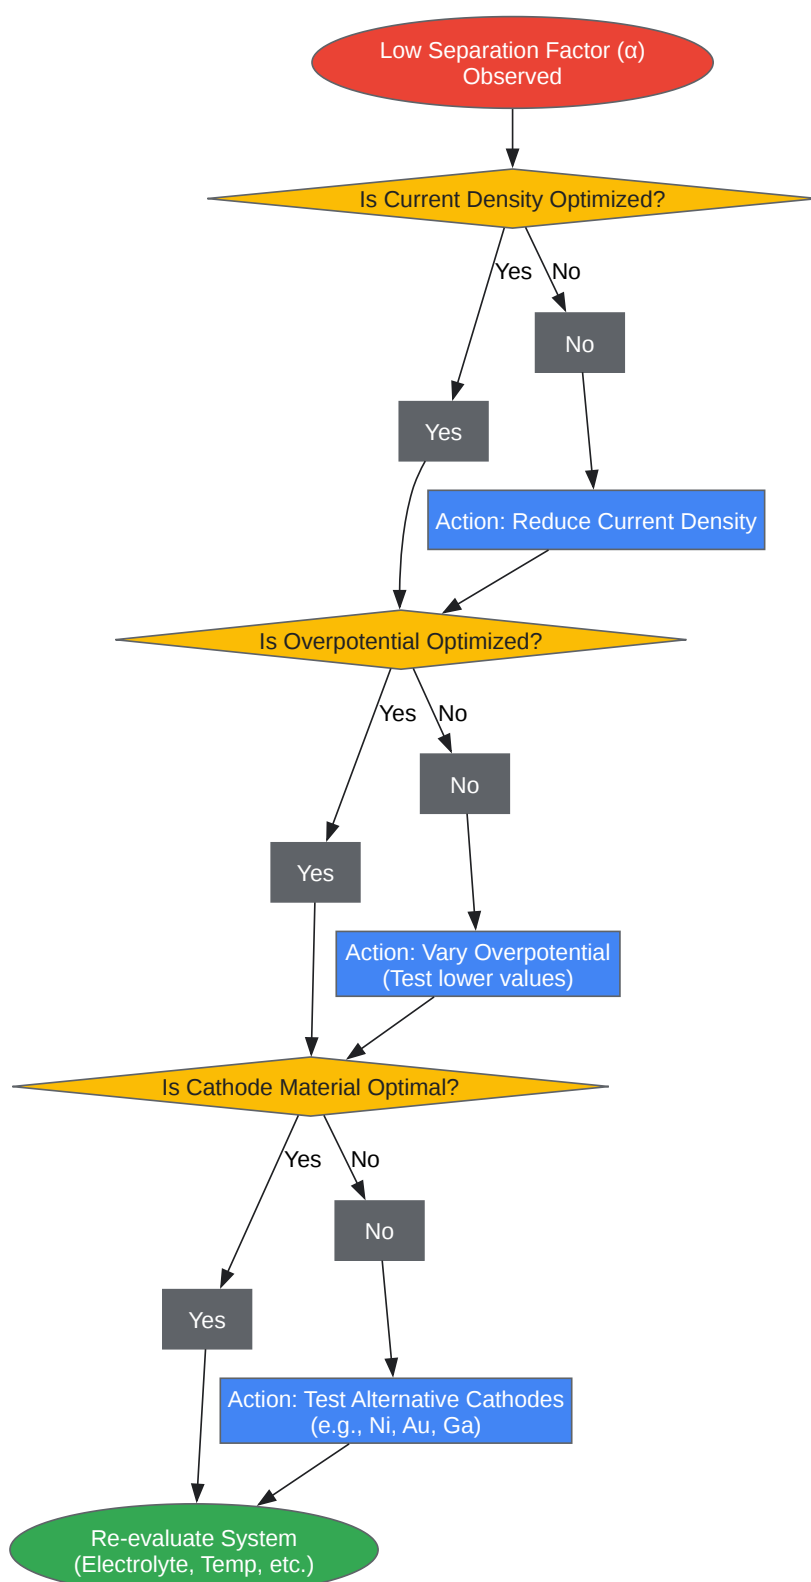 Low Separation Factor (α)
Observed
Is Current Density Optimized?
Yes
No
No
Yes
Action: Reduce Current Density
Is Overpotential Optimized?
Yes
No
No
Yes
Action: Vary Overpotential
(Test lower values)
Is Cathode Material Optimal?
Yes
No
No
Yes
Action: Test Alternative Cathodes
(e.g., Ni, Au, Ga)
Re-evaluate System
(Electrolyte, Temp, etc.)